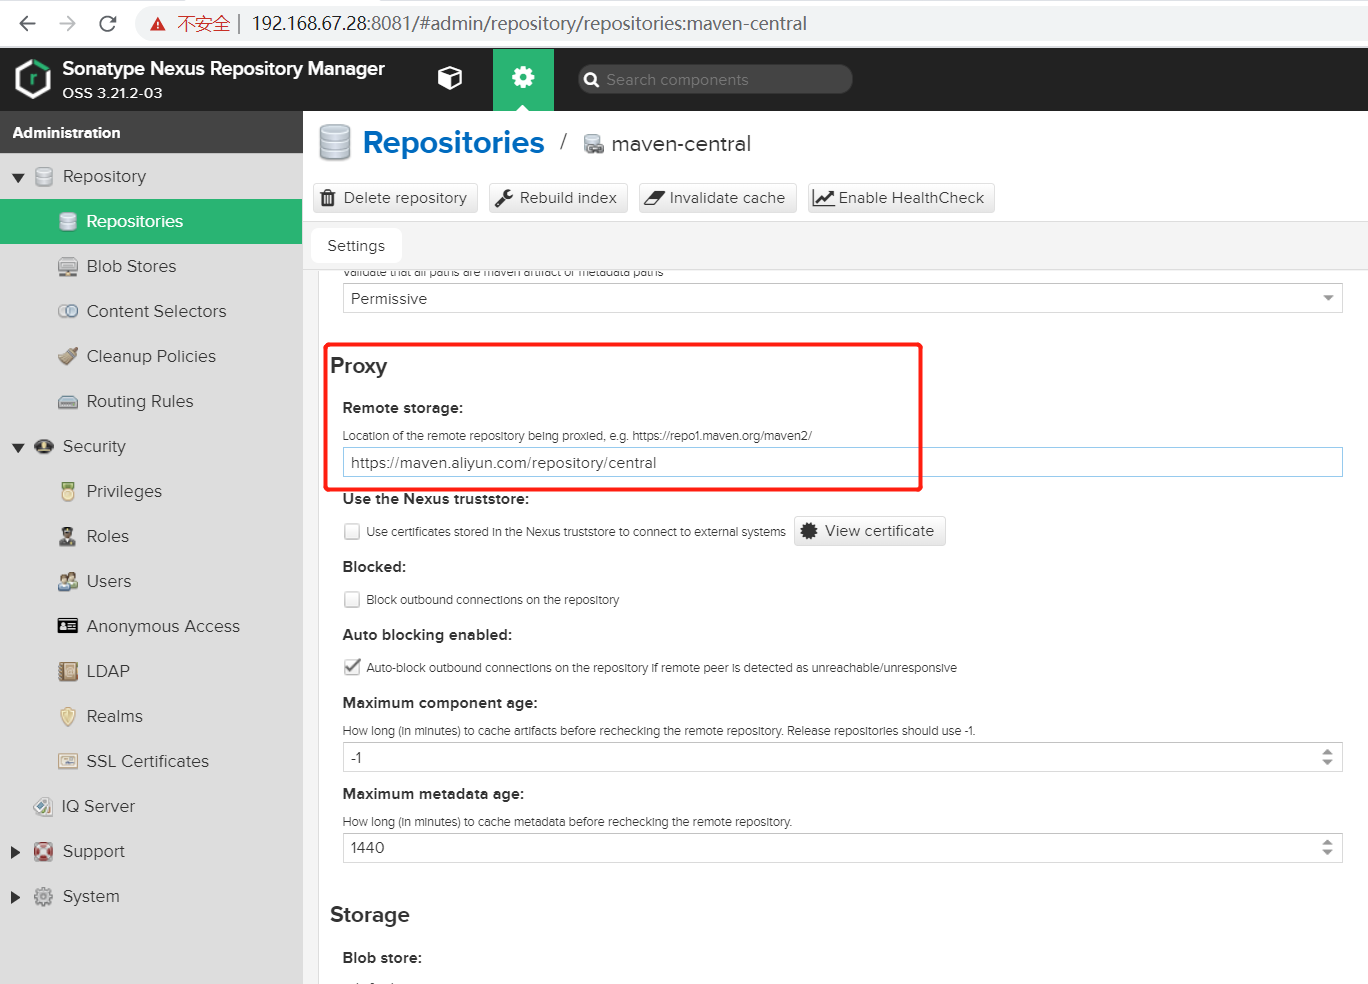 不安全 | 192.168.67.28:8081/#admin/repository/repositories:maven-central
Sonatype Nexus Repository Manager
OSS 3.21.2-03
Search components
Administration
Repository
Repositories
Blob Stores
Content Selectors
Cleanup Policies
Routing Rules
Security
Privileges
Roles
Users
Anonymous Access
LDAP
Realms
SSL Certificates
IQ Server
Support
System
Repositories / maven-central
Delete repository Rebuild index Invalidate cache Enable HealthCheck
Settings
Validate that all paths are maven artifact or metadata paths
Permissive
Proxy
Remote storage:
Location of the remote repository being proxied, e.g. https://repo1.maven.org/maven2/
https://maven.aliyun.com/repository/central
Use the Nexus truststore:
Use certificates stored in the Nexus truststore to connect to external systems View certificate
Blocked:
Block outbound connections on the repository
Auto blocking enabled:
Auto-block outbound connections on the repository if remote peer is detected as unreachable/unresponsive
Maximum component age:
How long (in minutes) to cache artifacts before rechecking the remote repository. Release repositories should use -1.
-1
Maximum metadata age:
How long (in minutes) to cache metadata before rechecking the remote repository.
1440
Storage
Blob store: